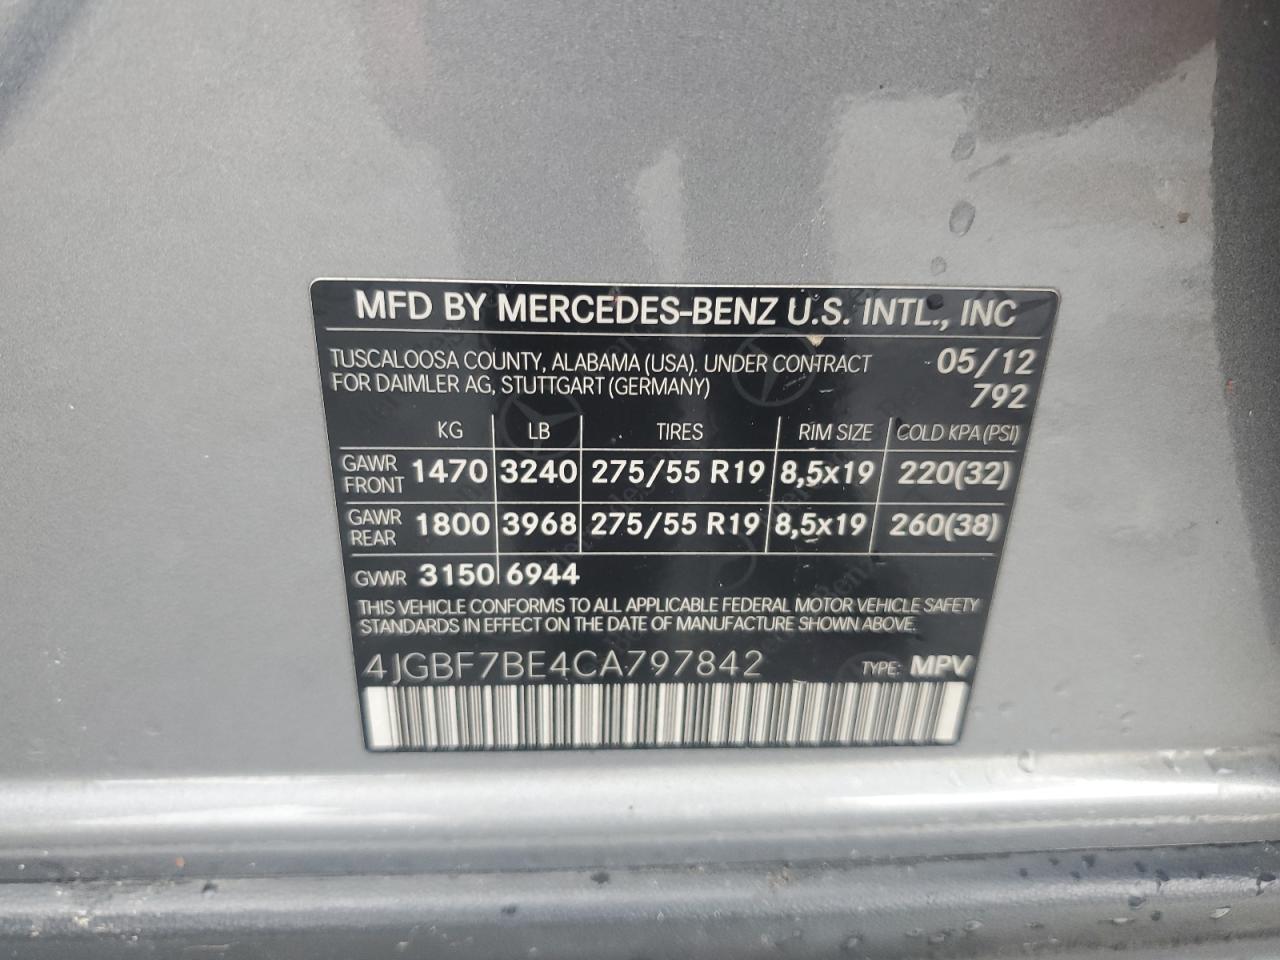 MFD BY MERCEDES-BENZ U.S. INTL., INC
TUSCALOOSA COUNTY, ALABAMA (USA). UNDER CONTRACT 05/12
FOR DAIMLER AG, STUTTGART (GERMANY) 792
KG LB TIRES RIM SIZE COLD KPA (PSI)
GAWR FRONT 1470 3240 275/55 R19 8,5x19 220(32)
GAWR REAR 1800 3968 275/55 R19 8,5x19 260(38)
GVWR 3150 6944
THIS VEHICLE CONFORMS TO ALL APPLICABLE FEDERAL MOTOR VEHICLE SAFETY
STANDARDS IN EFFECT ON THE DATE OF MANUFACTURE SHOWN ABOVE.
4JGBF7BE4CA797842 TYPE: MPV